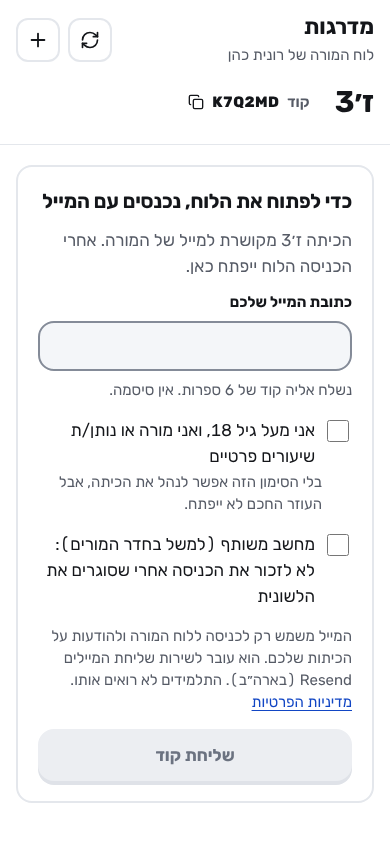 מדרגות
לוח המורה של רונית כהן
ז׳3
קוד K7Q2MD
כדי לפתוח את הלוח, נכנסים עם המייל
הכיתה ז׳3 מקושרת למייל של המורה. אחרי
הכניסה הלוח ייפתח כאן.
כתובת המייל שלכם
נשלח אליה קוד של 6 ספרות. אין סיסמה.
אני מעל גיל 18, ואני מורה או נותן/ת
שיעורים פרטיים
בלי הסימון הזה אפשר לנהל את הכיתה, אבל
העוזר החכם לא ייפתח.
מחשב משותף (למשל בחדר המורים):
לא לזכור את הכניסה אחרי שסוגרים את
הלשונית
המייל משמש רק לכניסה ללוח המורה ולהודעות על
הכיתות שלכם. הוא עובר לשירות שליחת המיילים
Resend (בארה״ב). התלמידים לא רואים אותו.
מדיניות הפרטיות
שליחת קוד